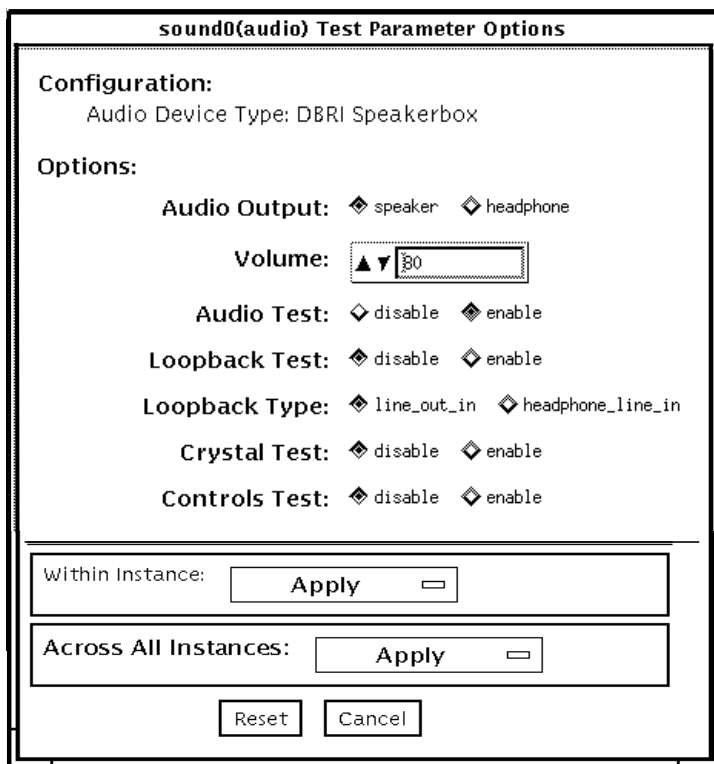 sound0(audio) Test Parameter Options
Configuration:
Audio Device Type: DBRI Speakerbox
Options:
Audio Output: speaker headphone
Volume: 80
Audio Test: disable enable
Loopback Test: disable enable
Loopback Type: line_out_in headphone_line_in
Crystal Test: disable enable
Controls Test: disable enable
Within Instance: Apply
Across All Instances: Apply
Reset Cancel